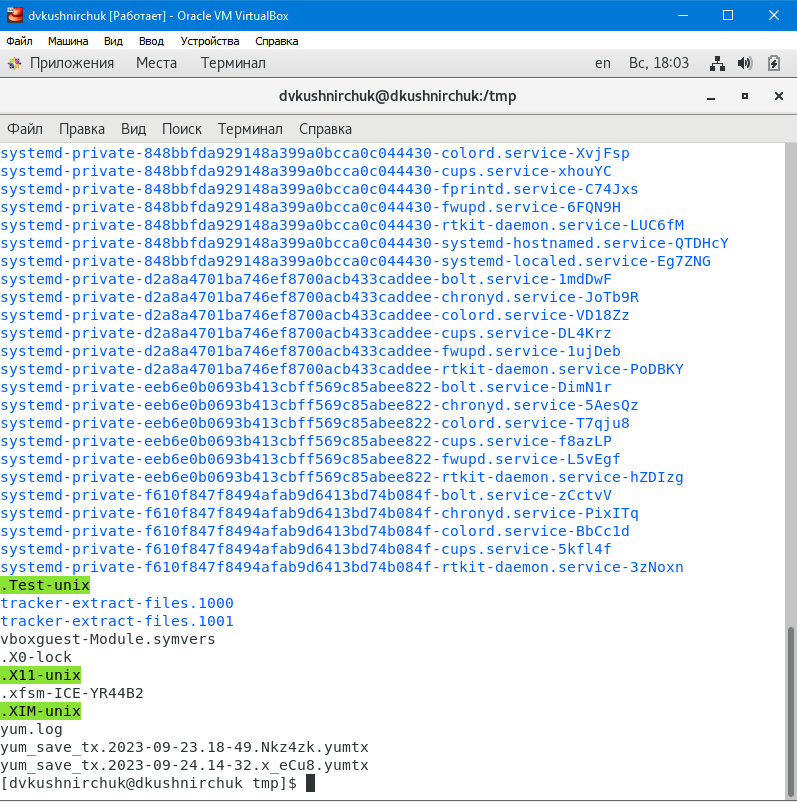 dvkushnirchuk [Работает] - Oracle VM VirtualBox
Файл Машина Вид Ввод Устройства Справка
Приложения Места Терминал en Вс, 18:03
dvkushnirchuk@dkushnirchuk:/tmp
Файл Правка Вид Поиск Терминал Справка
systemd-private-848bbfda929148a399a0bcca0c044430-colord.service-XvjFsp
systemd-private-848bbfda929148a399a0bcca0c044430-cups.service-xhouYC
systemd-private-848bbfda929148a399a0bcca0c044430-fprintd.service-C74Jxs
systemd-private-848bbfda929148a399a0bcca0c044430-fwupd.service-6FQN9H
systemd-private-848bbfda929148a399a0bcca0c044430-rtkit-daemon.service-LUC6fM
systemd-private-848bbfda929148a399a0bcca0c044430-systemd-hostnamed.service-QTDHcY
systemd-private-848bbfda929148a399a0bcca0c044430-systemd-localed.service-Eg7ZNG
systemd-private-d2a8a4701ba746ef8700acb433caddee-bolt.service-1mdDwF
systemd-private-d2a8a4701ba746ef8700acb433caddee-chronyd.service-JoTb9R
systemd-private-d2a8a4701ba746ef8700acb433caddee-colord.service-VD18Zz
systemd-private-d2a8a4701ba746ef8700acb433caddee-cups.service-DL4Krz
systemd-private-d2a8a4701ba746ef8700acb433caddee-fwupd.service-1ujDeb
systemd-private-d2a8a4701ba746ef8700acb433caddee-rtkit-daemon.service-PoDBKY
systemd-private-eeb6e0b0693b413cbff569c85abee822-bolt.service-DimN1r
systemd-private-eeb6e0b0693b413cbff569c85abee822-chronyd.service-5AesQz
systemd-private-eeb6e0b0693b413cbff569c85abee822-colord.service-T7qju8
systemd-private-eeb6e0b0693b413cbff569c85abee822-cups.service-f8azLP
systemd-private-eeb6e0b0693b413cbff569c85abee822-fwupd.service-L5vEgf
systemd-private-eeb6e0b0693b413cbff569c85abee822-rtkit-daemon.service-hZDIzg
systemd-private-f610f847f8494afab9d6413bd74b084f-bolt.service-zCctvV
systemd-private-f610f847f8494afab9d6413bd74b084f-chronyd.service-PixITq
systemd-private-f610f847f8494afab9d6413bd74b084f-colord.service-BbCc1d
systemd-private-f610f847f8494afab9d6413bd74b084f-cups.service-5kfl4f
systemd-private-f610f847f8494afab9d6413bd74b084f-rtkit-daemon.service-3zNoxn
.Test-unix
tracker-extract-files.1000
tracker-extract-files.1001
vboxguest-Module.symvers
.X0-lock
.X11-unix
.xfsm-ICE-YR44B2
.XIM-unix
yum.log
yum_save_tx.2023-09-23.18-49.Nkz4zk.yumtx
yum_save_tx.2023-09-24.14-32.x_eCu8.yumtx
[dvkushnirchuk@dkushnirchuk tmp]$